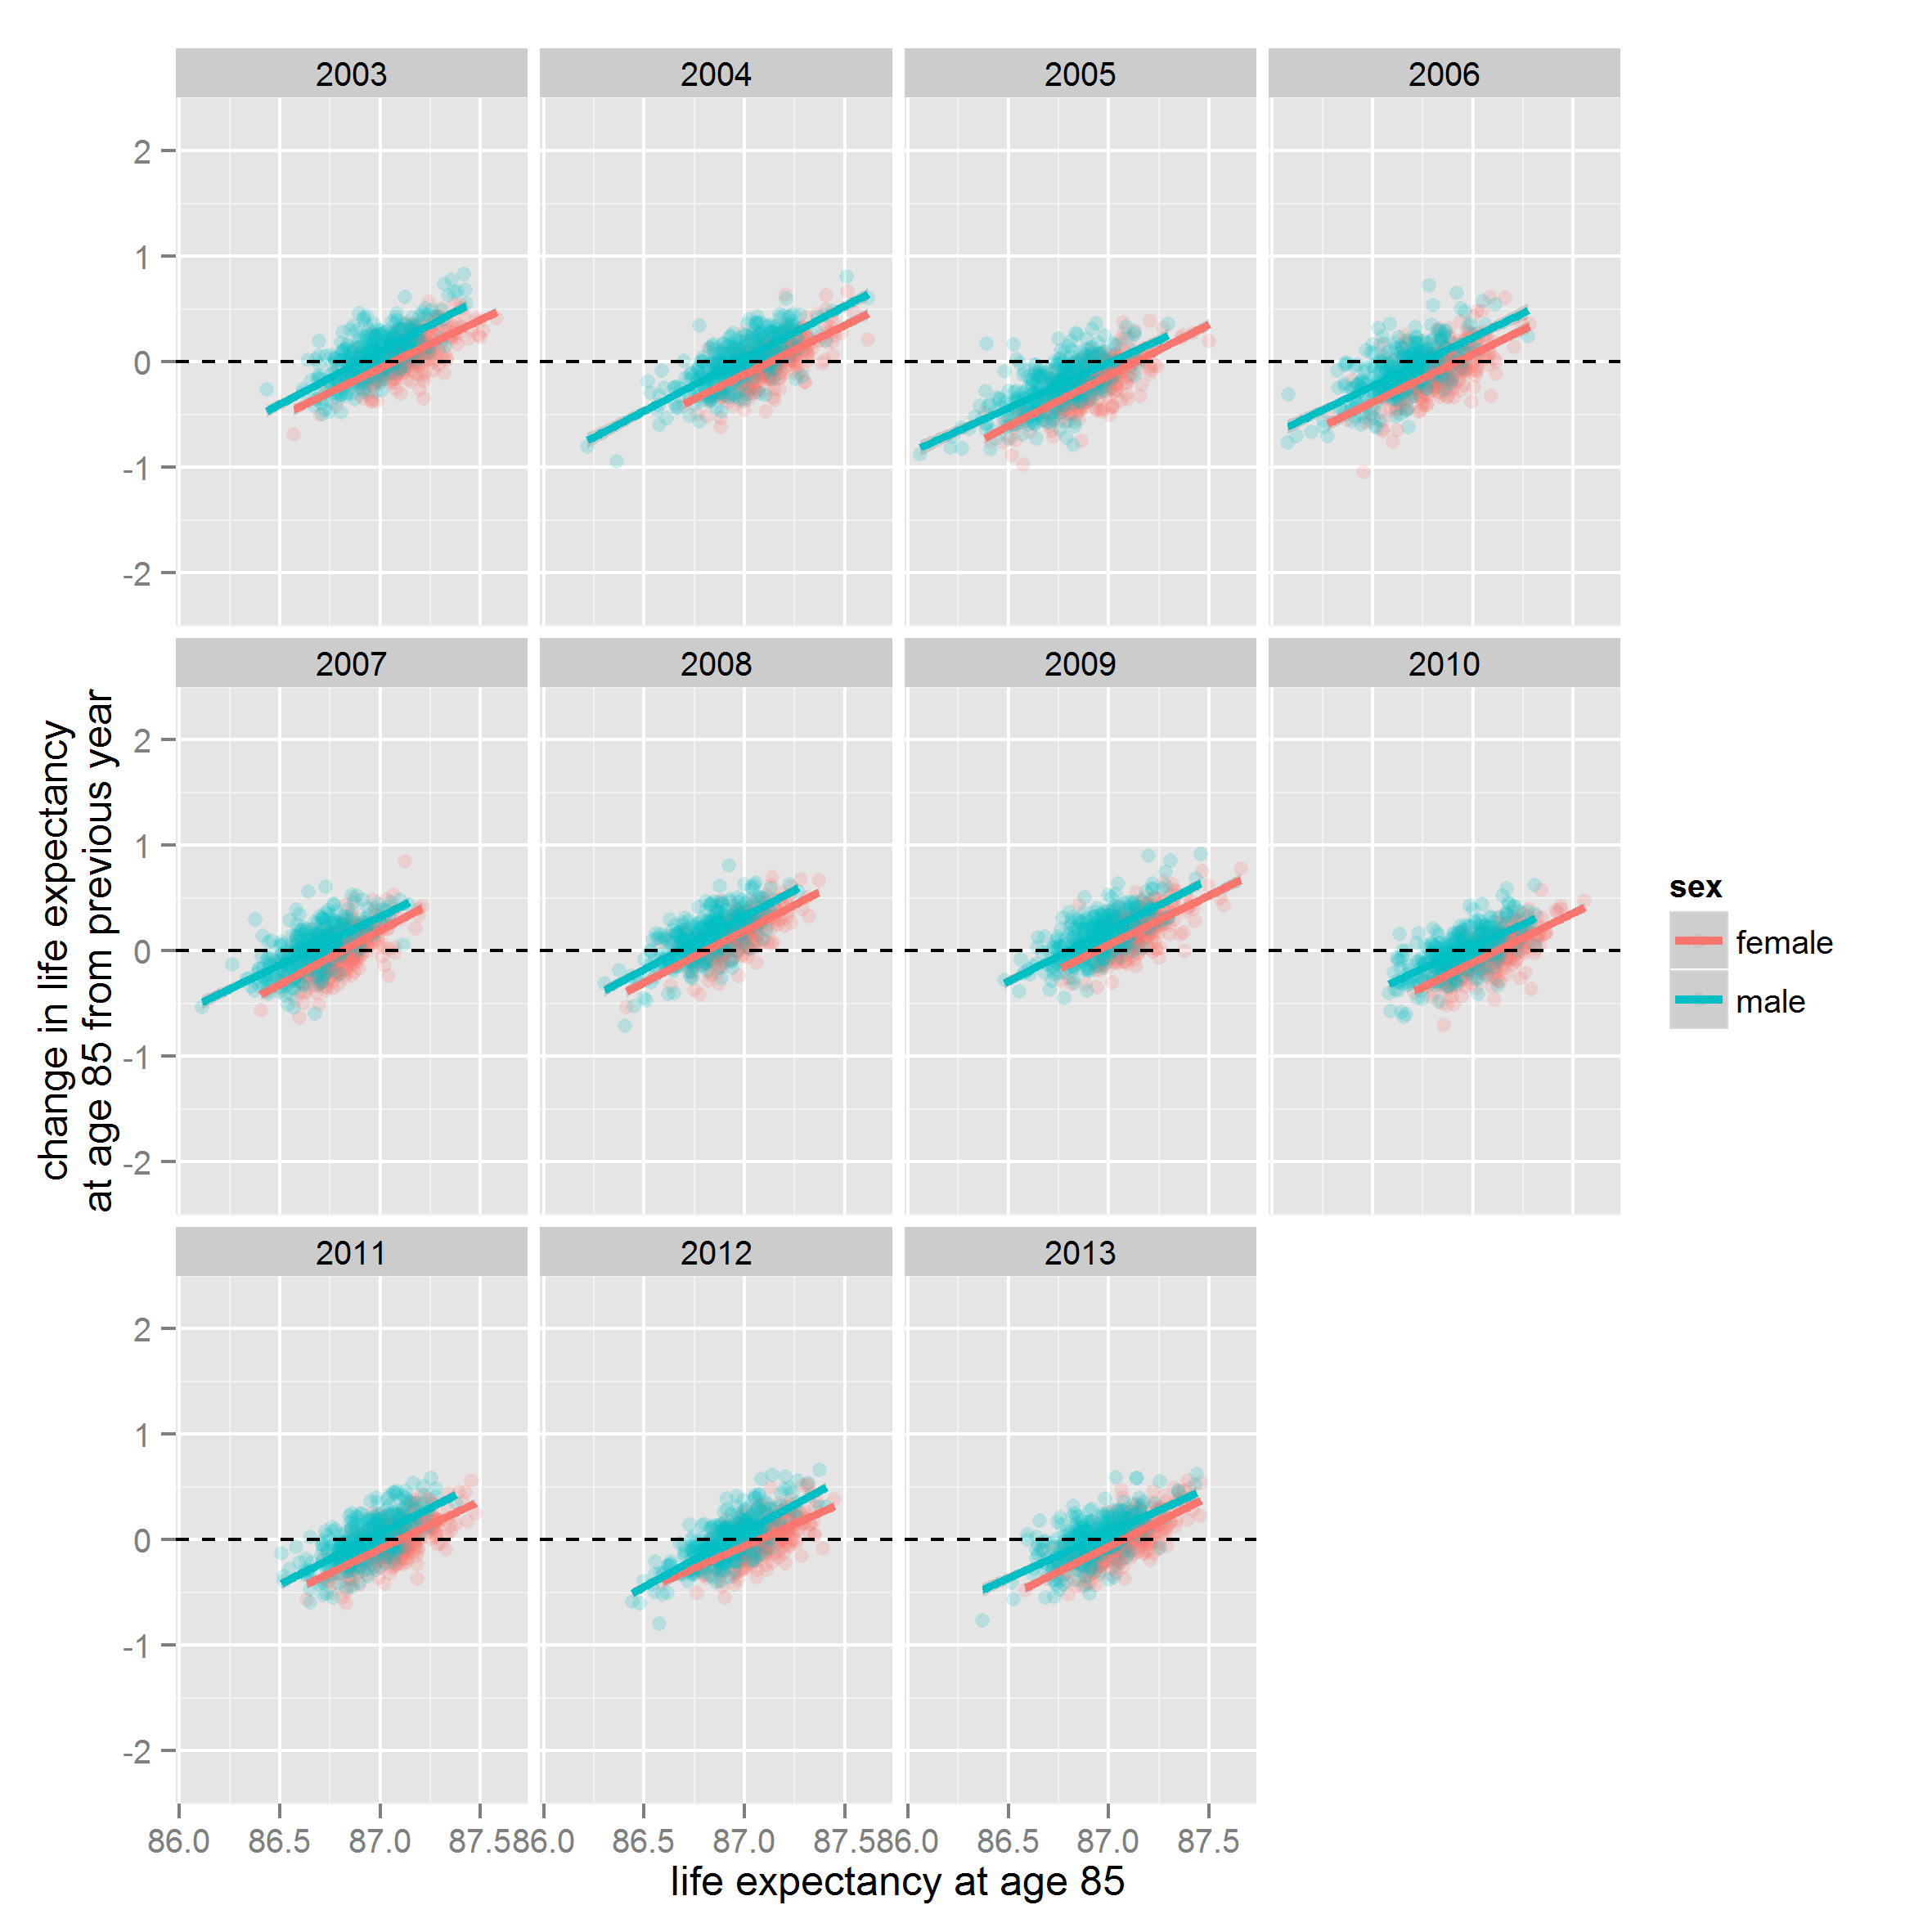 2003 2004 2005 2006
2
1
0
-1
-2
2007 2008 2009 2010
2
1
0
-1
-2
2011 2012 2013
2
1
0
-1
-2
86.0 86.5 87.0 87.586.0 86.5 87.0 87.586.0 86.5 87.0 87.5
life expectancy at age 85
change in life expectancy
at age 85 from previous year
sex
female
male